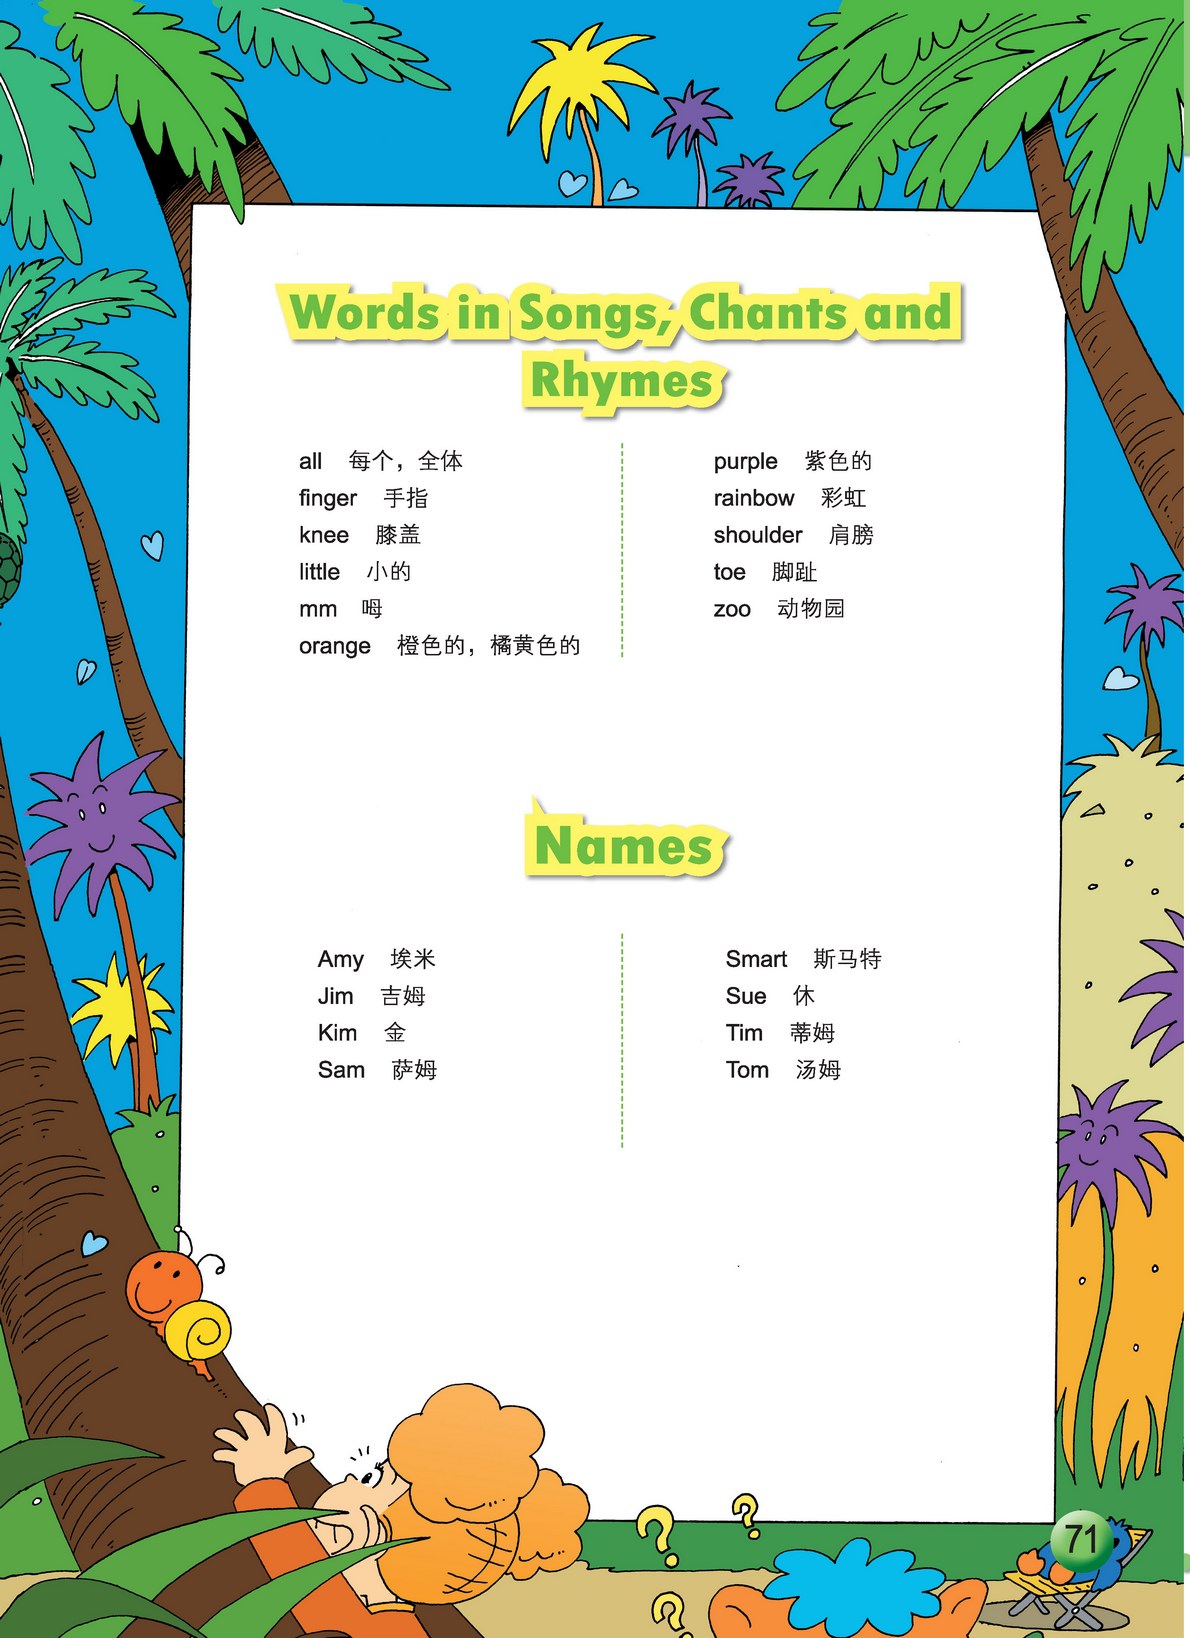 Words in Songs, Chants and
Rhymes
all 每个，全体
finger 手指
knee 膝盖
little 小的
mm 呣
orange 橙色的，橘黄色的
purple 紫色的
rainbow 彩虹
shoulder 肩膀
toe 脚趾
zoo 动物园
Names
Amy 埃米
Jim 吉姆
Kim 金
Sam 萨姆
Smart 斯马特
Sue 休
Tim 蒂姆
Tom 汤姆
? ?
?
71